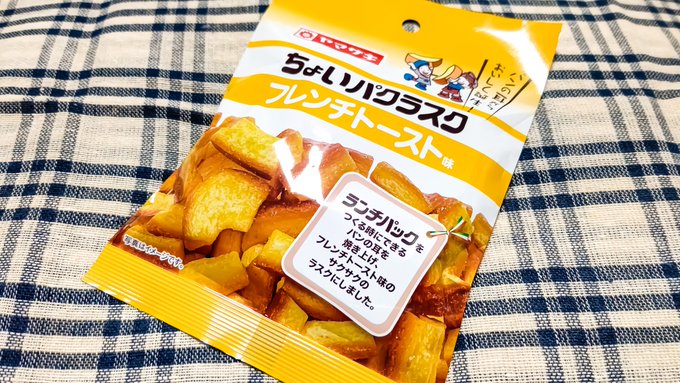 ヤマザキ
ちょいパクラスク
フレンチトースト味
パンの耳が
おいしく誕生
ランチパックを
つくる時にできる
パンの耳を
焼き上げ、
フレンチトースト味の
サクサクの
ラスクにしました。
写真はイメージです。